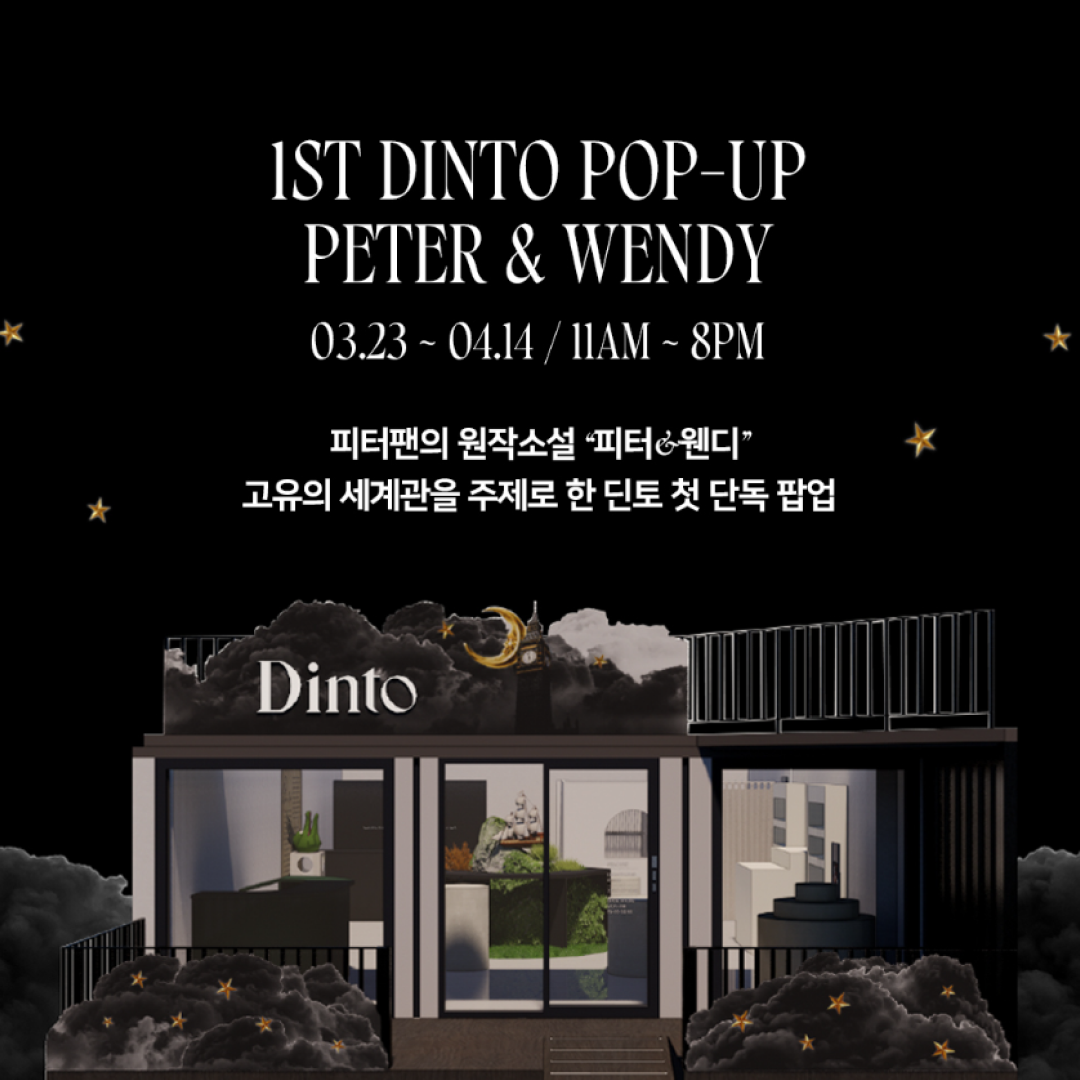 1ST DINTO POP-UP
PETER & WENDY
03.23 ~ 04.14 / 11AM ~ 8PM
피터팬의 원작소설 “피터&웬디”
고유의 세계관을 주제로 한 딘토 첫 단독 팝업
Dinto